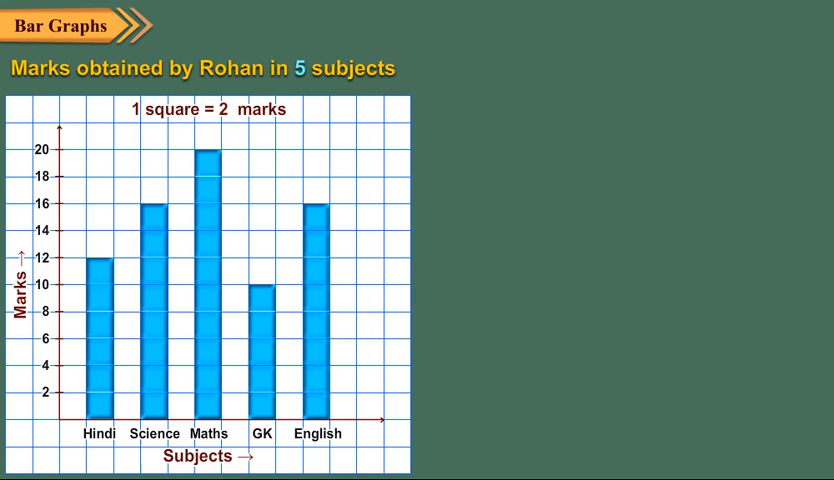 Bar Graphs
Marks obtained by Rohan in 5 subjects
1 square = 2 marks
20
18
16
14
12
10
8
6
4
2
Marks →
Hindi Science Maths GK English
Subjects →